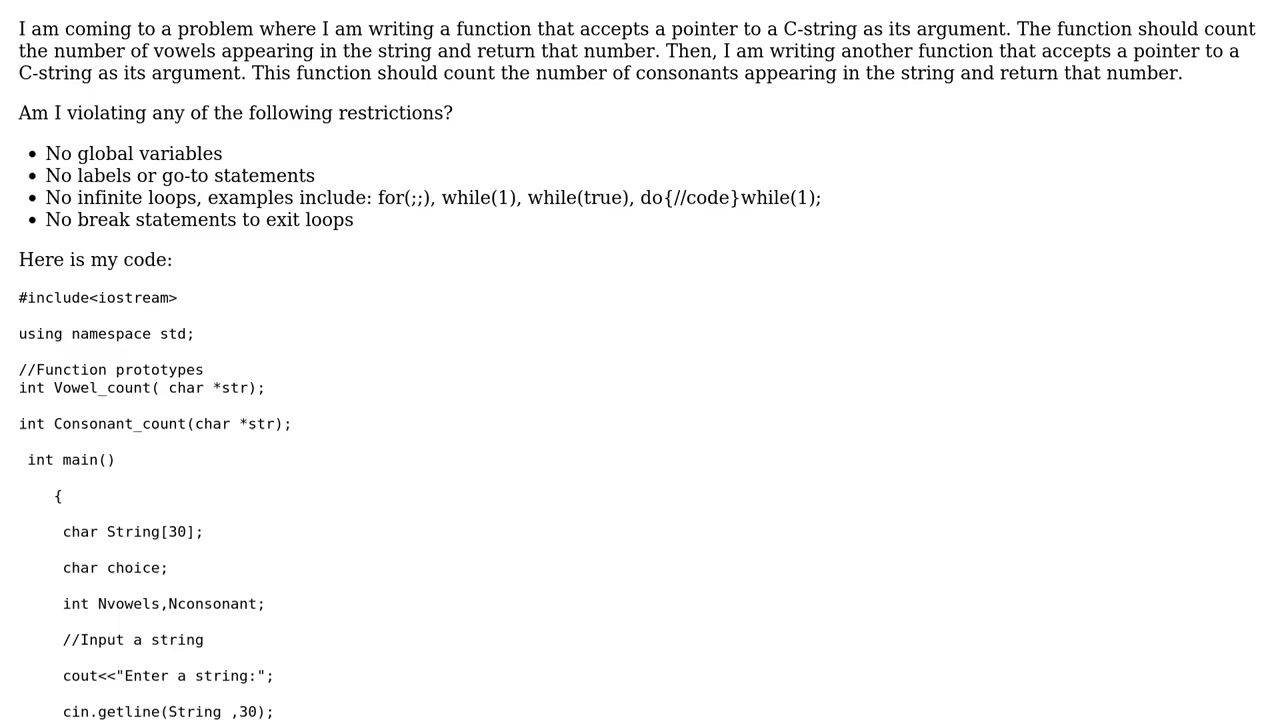 I am coming to a problem where I am writing a function that accepts a pointer to a C-string as its argument. The function should count
the number of vowels appearing in the string and return that number. Then, I am writing another function that accepts a pointer to a
C-string as its argument. This function should count the number of consonants appearing in the string and return that number.
Am I violating any of the following restrictions?
• No global variables
• No labels or go-to statements
• No infinite loops, examples include: for(;;), while(1), while(true), do{//code}while(1);
• No break statements to exit loops
Here is my code:
#include<iostream>
using namespace std;
//Function prototypes
int Vowel_count( char *str);
int Consonant_count(char *str);
int main()
{
char String[30];
char choice;
int Nvowels,Nconsonant;
//Input a string
cout<<"Enter a string:";
cin.getline(String ,30);